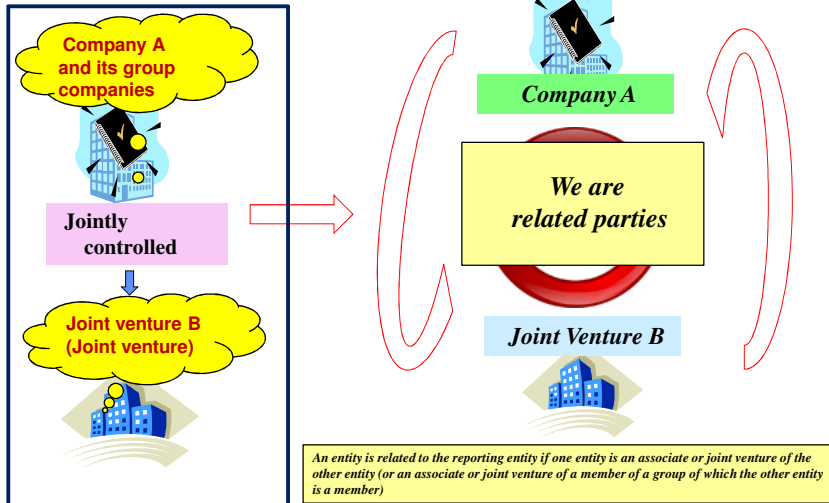 Company A
and its group
companies
Jointly
controlled
Joint venture B
(Joint venture)
Company A
We are
related parties
Joint Venture B
An entity is related to the reporting entity if one entity is an associate or joint venture of the
other entity (or an associate or joint venture of a member of a group of which the other entity
is a member)